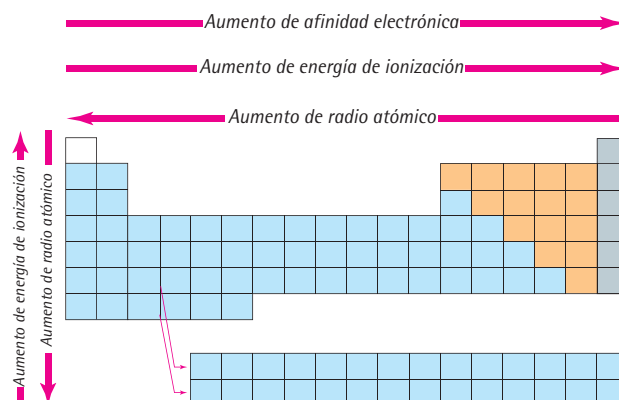 Aumento de afinidad electrónica
Aumento de energía de ionización
Aumento de radio atómico
Aumento de energía de ionización
Aumento de radio atómico